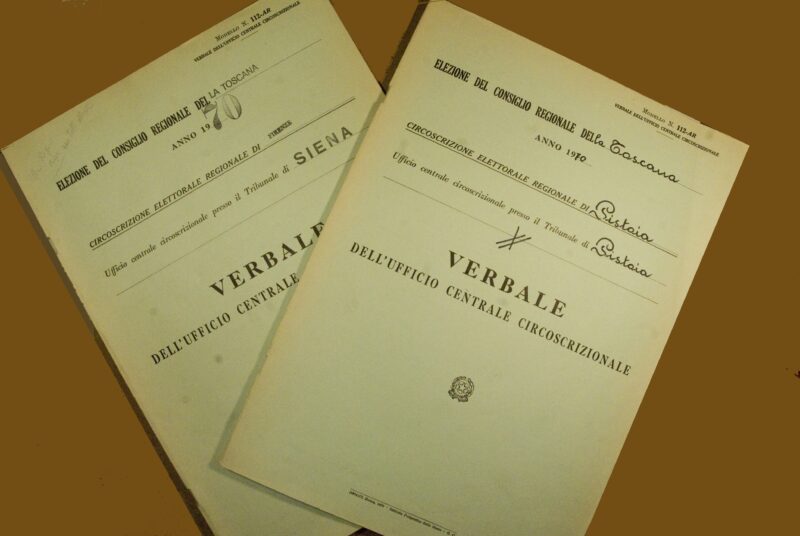 MODELLO N. 112-AR
VERBALE DELL'UFFICIO CENTRALE CIRCOSCRIZIONALE
ELEZIONE DEL CONSIGLIO REGIONALE DEL LA TOSCANA
ANNO 1970
CIRCOSCRIZIONE ELETTORALE REGIONALE DI FIRENZE
Ufficio centrale circoscrizionale presso il Tribunale di SIENA
VERBALE
DELL'UFFICIO CENTRALE
MODELLO N. 112-AR
VERBALE DELL'UFFICIO CENTRALE CIRCOSCRIZIONALE
ELEZIONE DEL CONSIGLIO REGIONALE DELla Toscana
ANNO 1970
CIRCOSCRIZIONE ELETTORALE REGIONALE DI Pistoia
Ufficio centrale circoscrizionale presso il Tribunale di Pistoia
VERBALE
DELL'UFFICIO CENTRALE CIRCOSCRIZIONALE